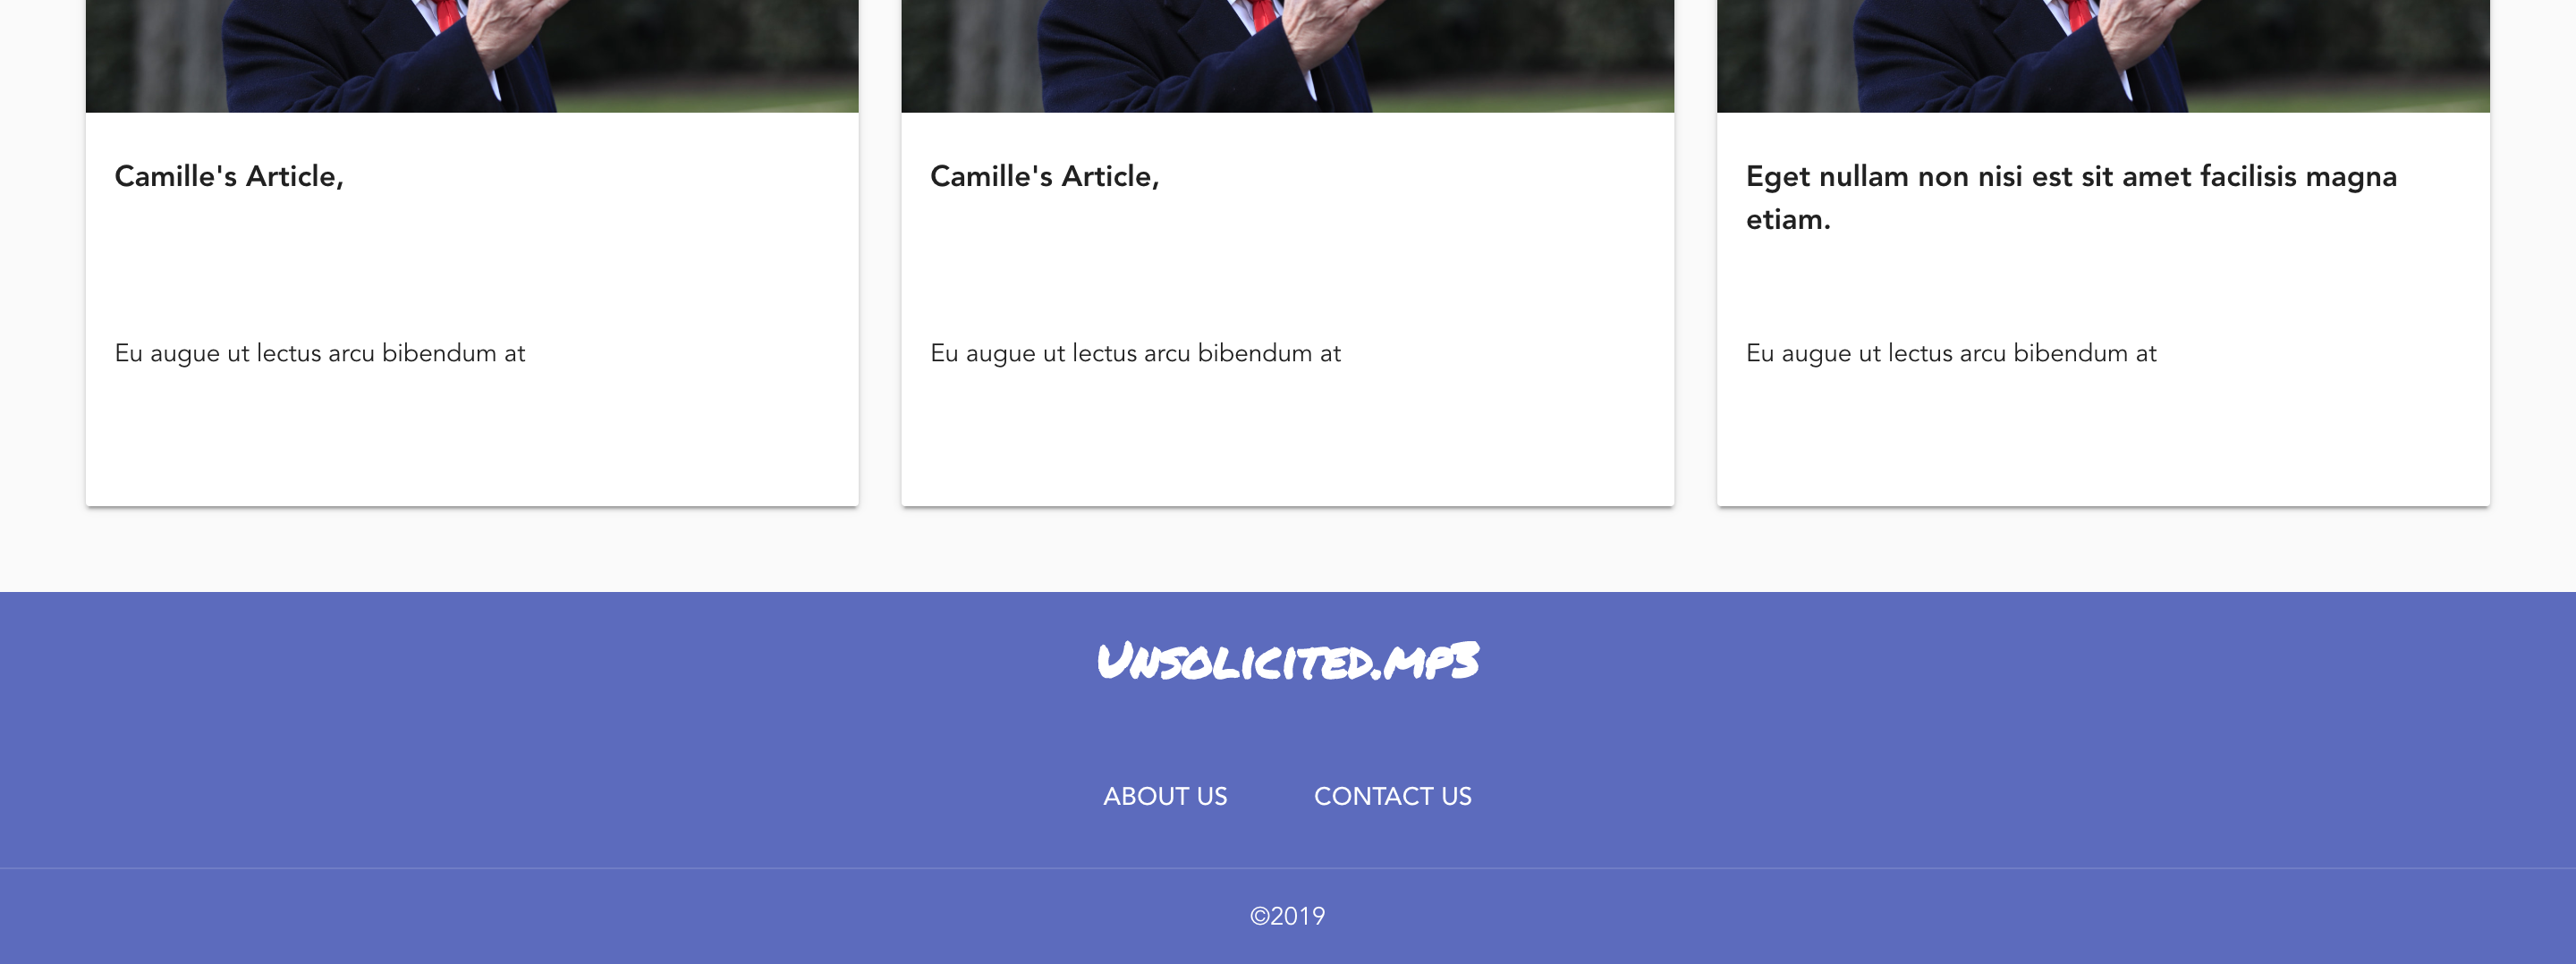 Camille's Article,
Eu augue ut lectus arcu bibendum at
Camille's Article,
Eu augue ut lectus arcu bibendum at
Eget nullam non nisi est sit amet facilisis magna
etiam.
Eu augue ut lectus arcu bibendum at
Unsolicited.mp3
ABOUT US
CONTACT US
©2019